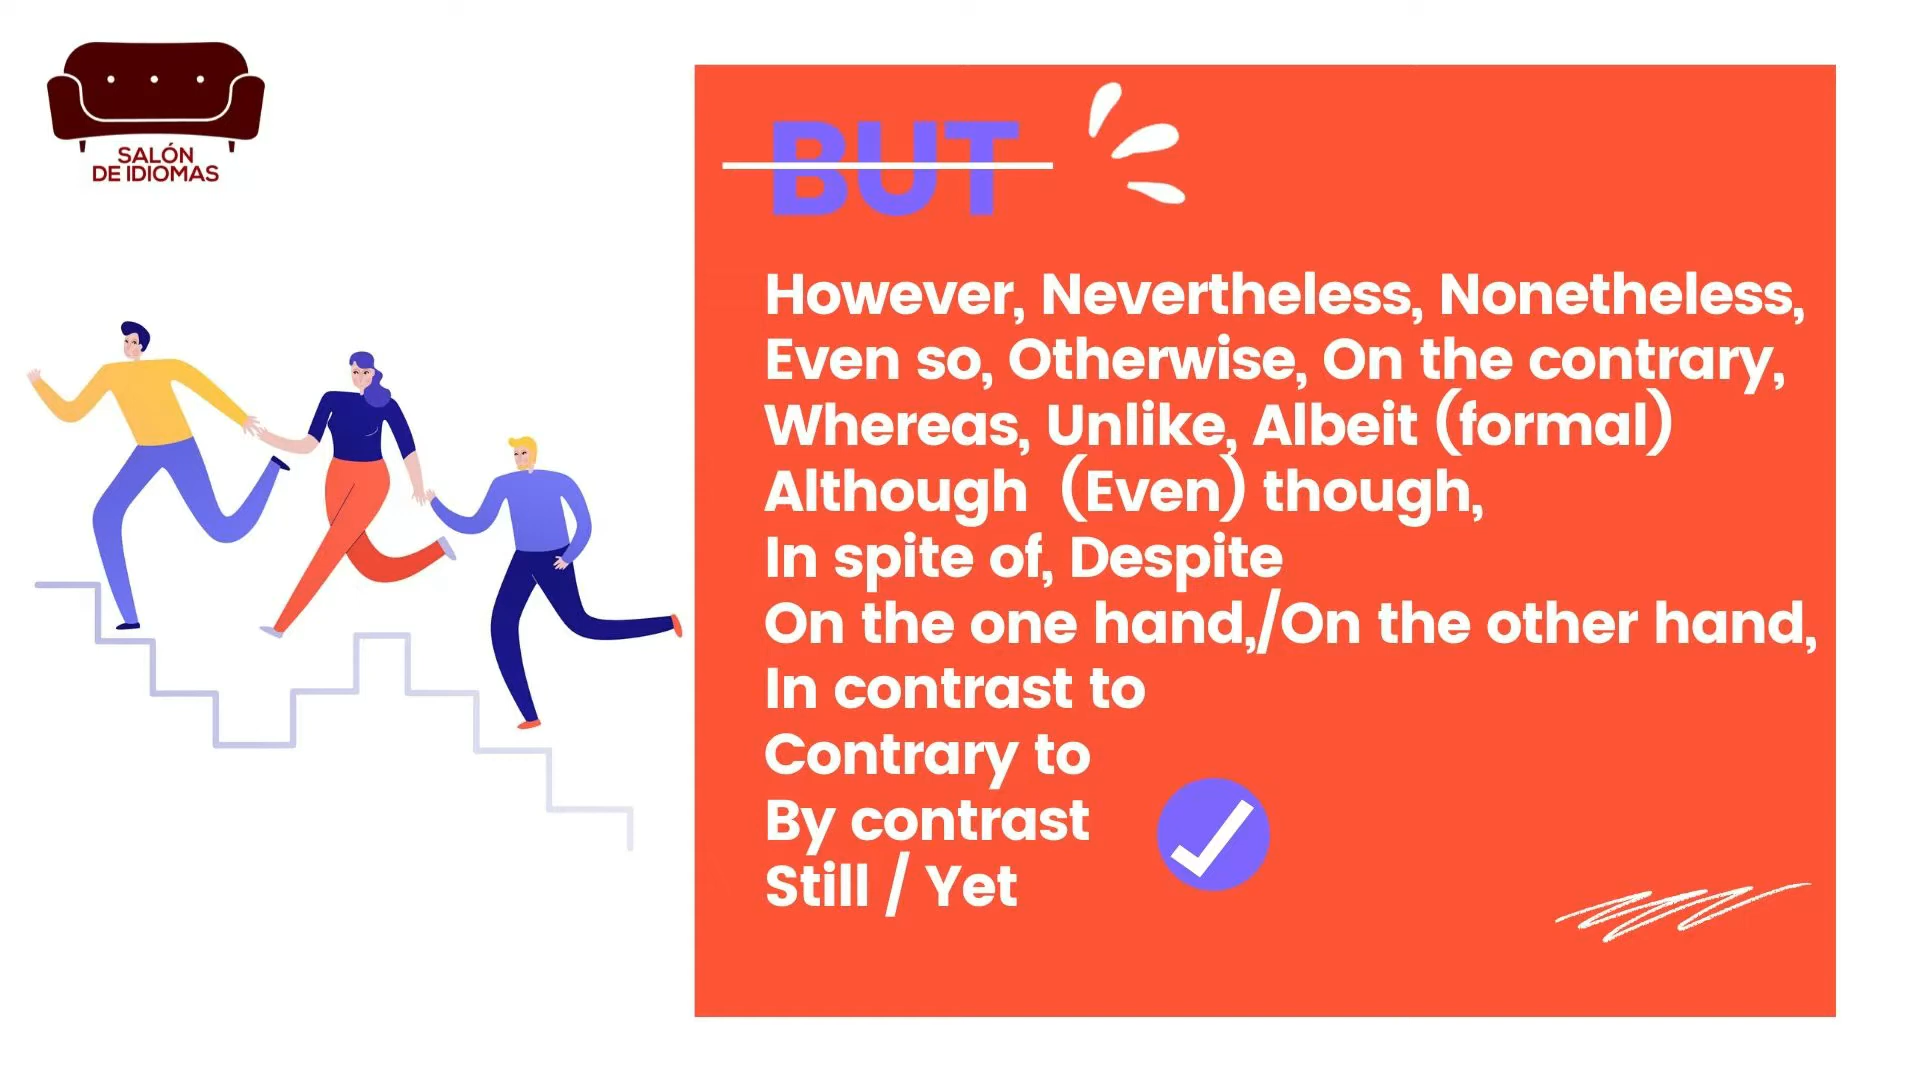 SALÓN
DE IDIOMAS
BUT
However, Nevertheless, Nonetheless,
Even so, Otherwise, On the contrary,
Whereas, Unlike, Albeit (formal)
Although (Even) though,
In spite of, Despite
On the one hand,/On the other hand,
In contrast to
Contrary to
By contrast
Still / Yet